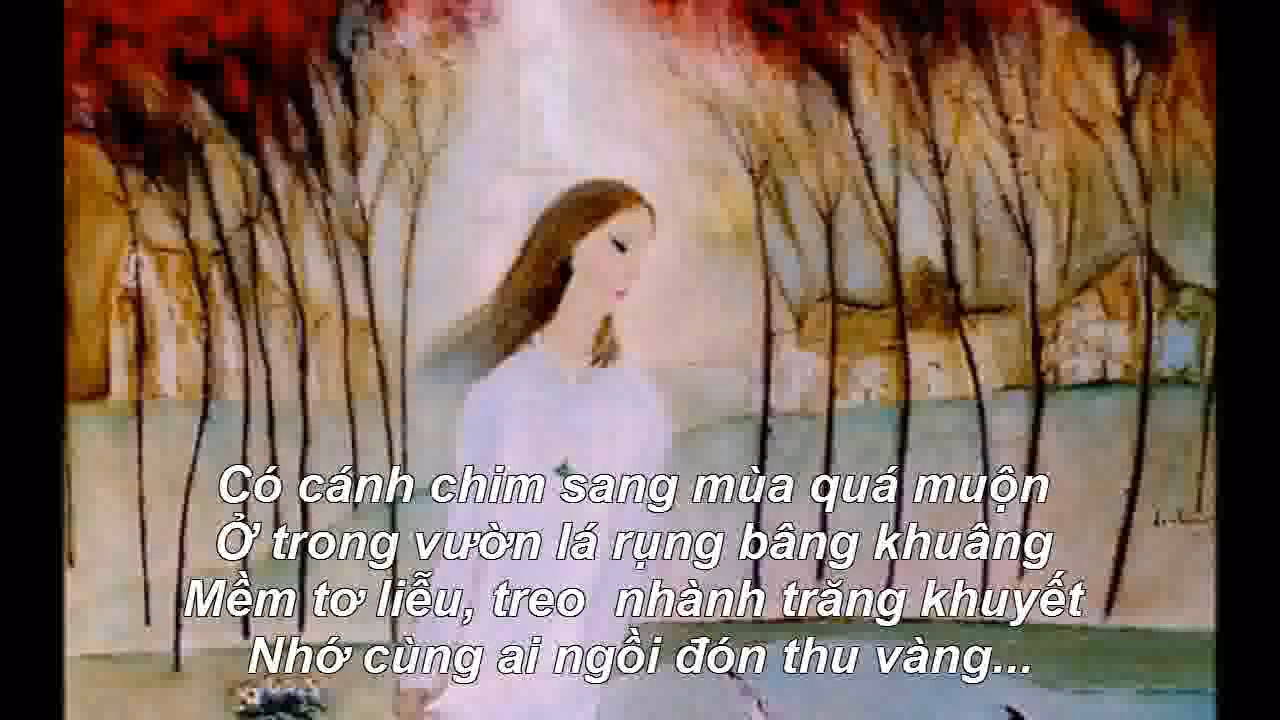 Có cánh chim sang mùa quá muộn
Ở trong vườn lá rụng bâng khuâng
Mềm tơ liễu, treo nhành trăng khuyết
Nhớ cùng ai ngồi đón thu vàng...